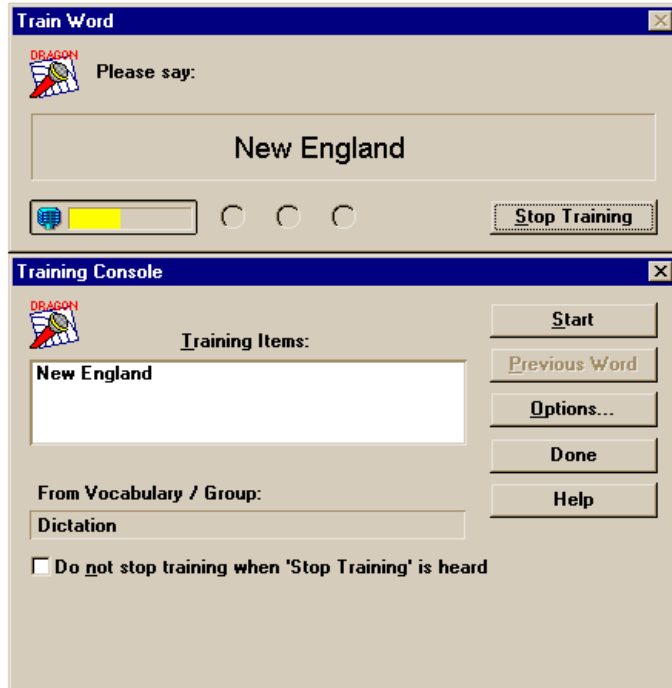 Train Word
DRAGON
Please say:
New England
Stop Training
Training Console
DRAGON
Start
Training Items:
Previous Word
New England
Options...
Done
From Vocabulary / Group:
Help
Dictation
Do not stop training when 'Stop Training' is heard